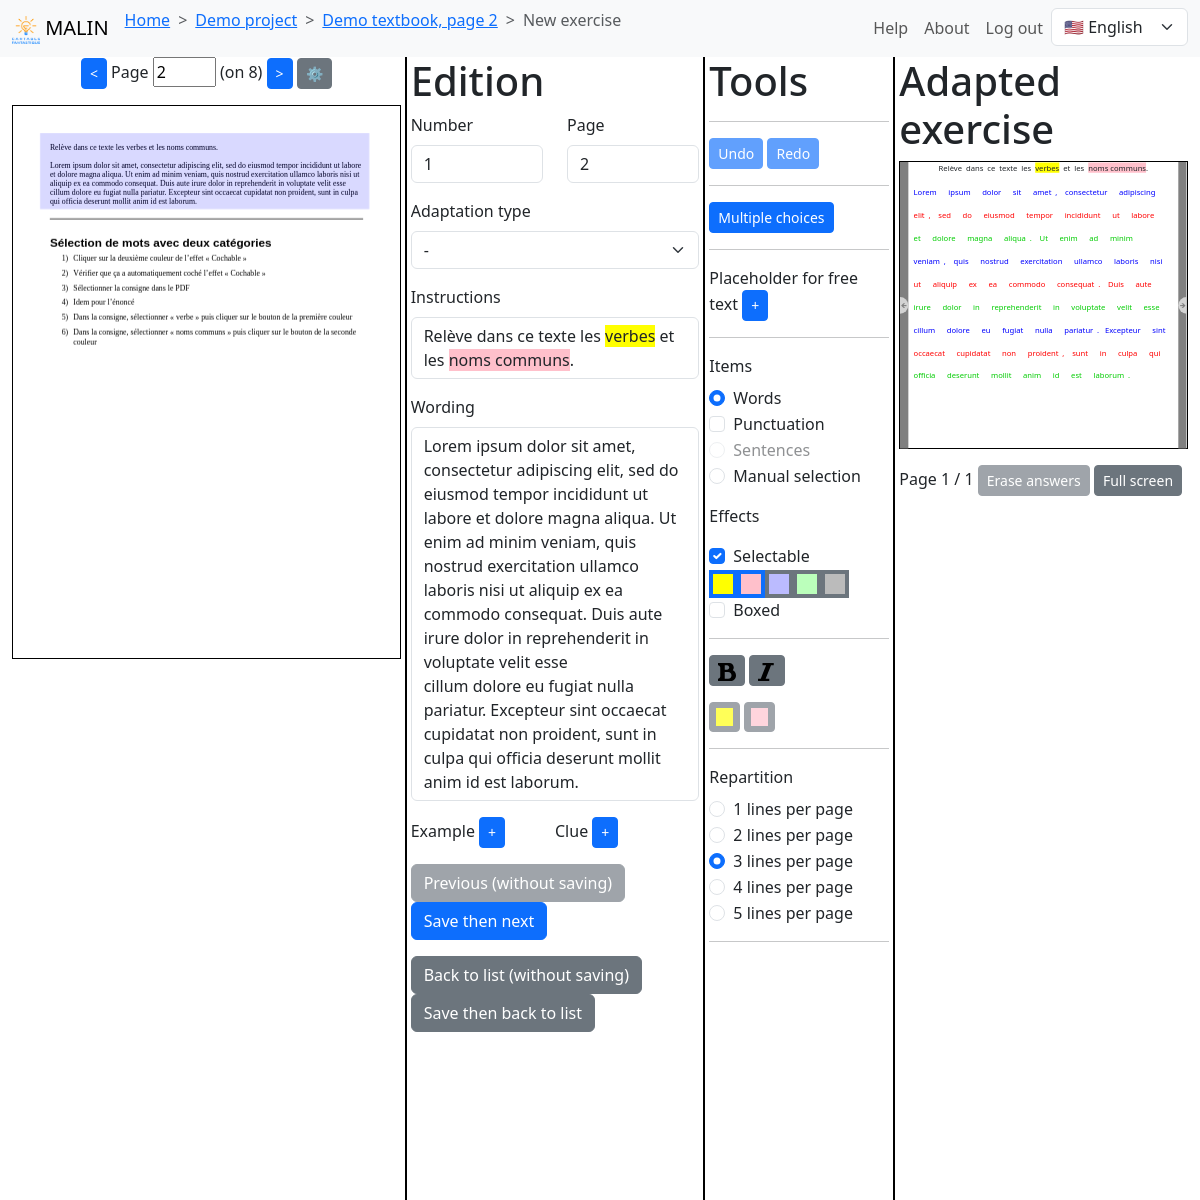 MALIN Home > Demo project > Demo textbook, page 2 > New exercise Help About Log out English
< Page 2 (on 8) >
Relève dans ce texte les verbes et les noms communs.
Lorem ipsum dolor sit amet, consectetur adipiscing elit, sed do eiusmod tempor incididunt ut labore
et dolore magna aliqua. Ut enim ad minim veniam, quis nostrud exercitation ullamco laboris nisi ut
aliquip ex ea commodo consequat. Duis aute irure dolor in reprehenderit in voluptate velit esse
cillum dolore eu fugiat nulla pariatur. Excepteur sint occaecat cupidatat non proident, sunt in culpa
qui officia deserunt mollit anim id est laborum.
Sélection de mots avec deux catégories
1) Cliquer sur la deuxième couleur de l'effet « Cochable »
2) Vérifier que ça a automatiquement coché l'effet « Cochable »
3) Sélectionner la consigne dans le PDF
4) Idem pour l'énoncé
5) Dans la consigne, sélectionner « verbe » puis cliquer sur le bouton de la première couleur
6) Dans la consigne, sélectionner « noms communs » puis cliquer sur le bouton de la seconde
couleur
Edition
Number Page
1 2
Adaptation type
-
Instructions
Relève dans ce texte les verbes et
les noms communs.
Wording
Lorem ipsum dolor sit amet,
consectetur adipiscing elit, sed do
eiusmod tempor incididunt ut
labore et dolore magna aliqua. Ut
enim ad minim veniam, quis
nostrud exercitation ullamco
laboris nisi ut aliquip ex ea
commodo consequat. Duis aute
irure dolor in reprehenderit in
voluptate velit esse
cillum dolore eu fugiat nulla
pariatur. Excepteur sint occaecat
cupidatat non proident, sunt in
culpa qui officia deserunt mollit
anim id est laborum.
Example + Clue +
Previous (without saving)
Save then next
Back to list (without saving)
Save then back to list
Tools
Undo Redo
Multiple choices
Placeholder for free
text +
Items
Words
Punctuation
Sentences
Manual selection
Effects
Selectable
Boxed
B I
Repartition
1 lines per page
2 lines per page
3 lines per page
4 lines per page
5 lines per page
Adapted
exercise
Relève dans ce texte les verbes et les noms communs.
Lorem ipsum dolor sit amet , consectetur adipiscing
elit , sed do eiusmod tempor incididunt ut labore
et dolore magna aliqua . Ut enim ad minim
veniam , quis nostrud exercitation ullamco laboris nisi
ut aliquip ex ea commodo consequat . Duis aute
irure dolor in reprehenderit in voluptate velit esse
cillum dolore eu fugiat nulla pariatur . Excepteur sint
occaecat cupidatat non proident , sunt in culpa qui
officia deserunt mollit anim id est laborum .
Page 1 / 1 Erase answers Full screen